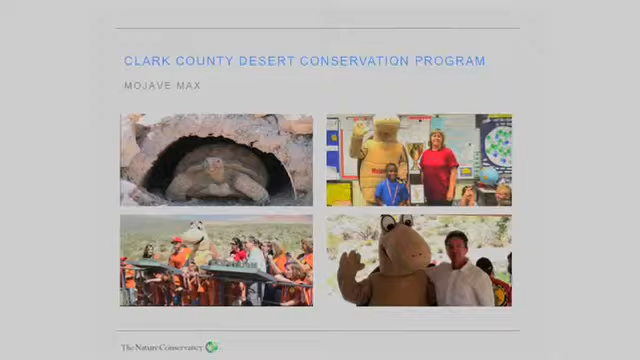 CLARK COUNTY DESERT CONSERVATION PROGRAM
MOJAVE MAX
The Nature Conservancy